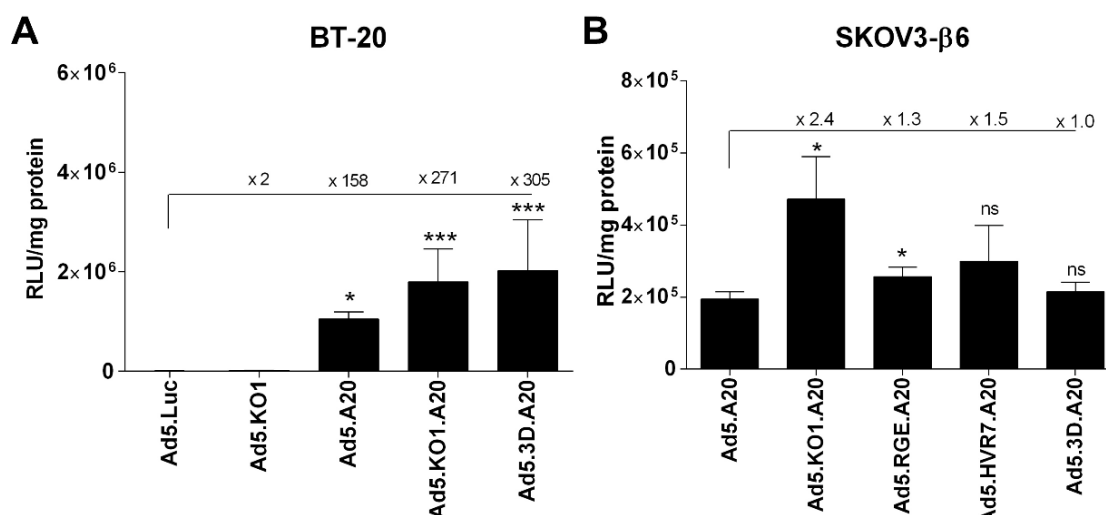 A
BT-20
6×10⁶
4×10⁶
2×10⁶
0
RLU/mg protein
x 2
x 158
x 271
x 305
*
***
***
Ad5.Luc
Ad5.KO1
Ad5.A20
Ad5.KO1.A20
Ad5.3D.A20
B
SKOV3-β6
8×10⁵
6×10⁵
4×10⁵
2×10⁵
0
RLU/mg protein
x 2.4
x 1.3
x 1.5
x 1.0
*
*
ns
ns
Ad5.A20
Ad5.KO1.A20
Ad5.RGE.A20
Ad5.HVR7.A20
Ad5.3D.A20